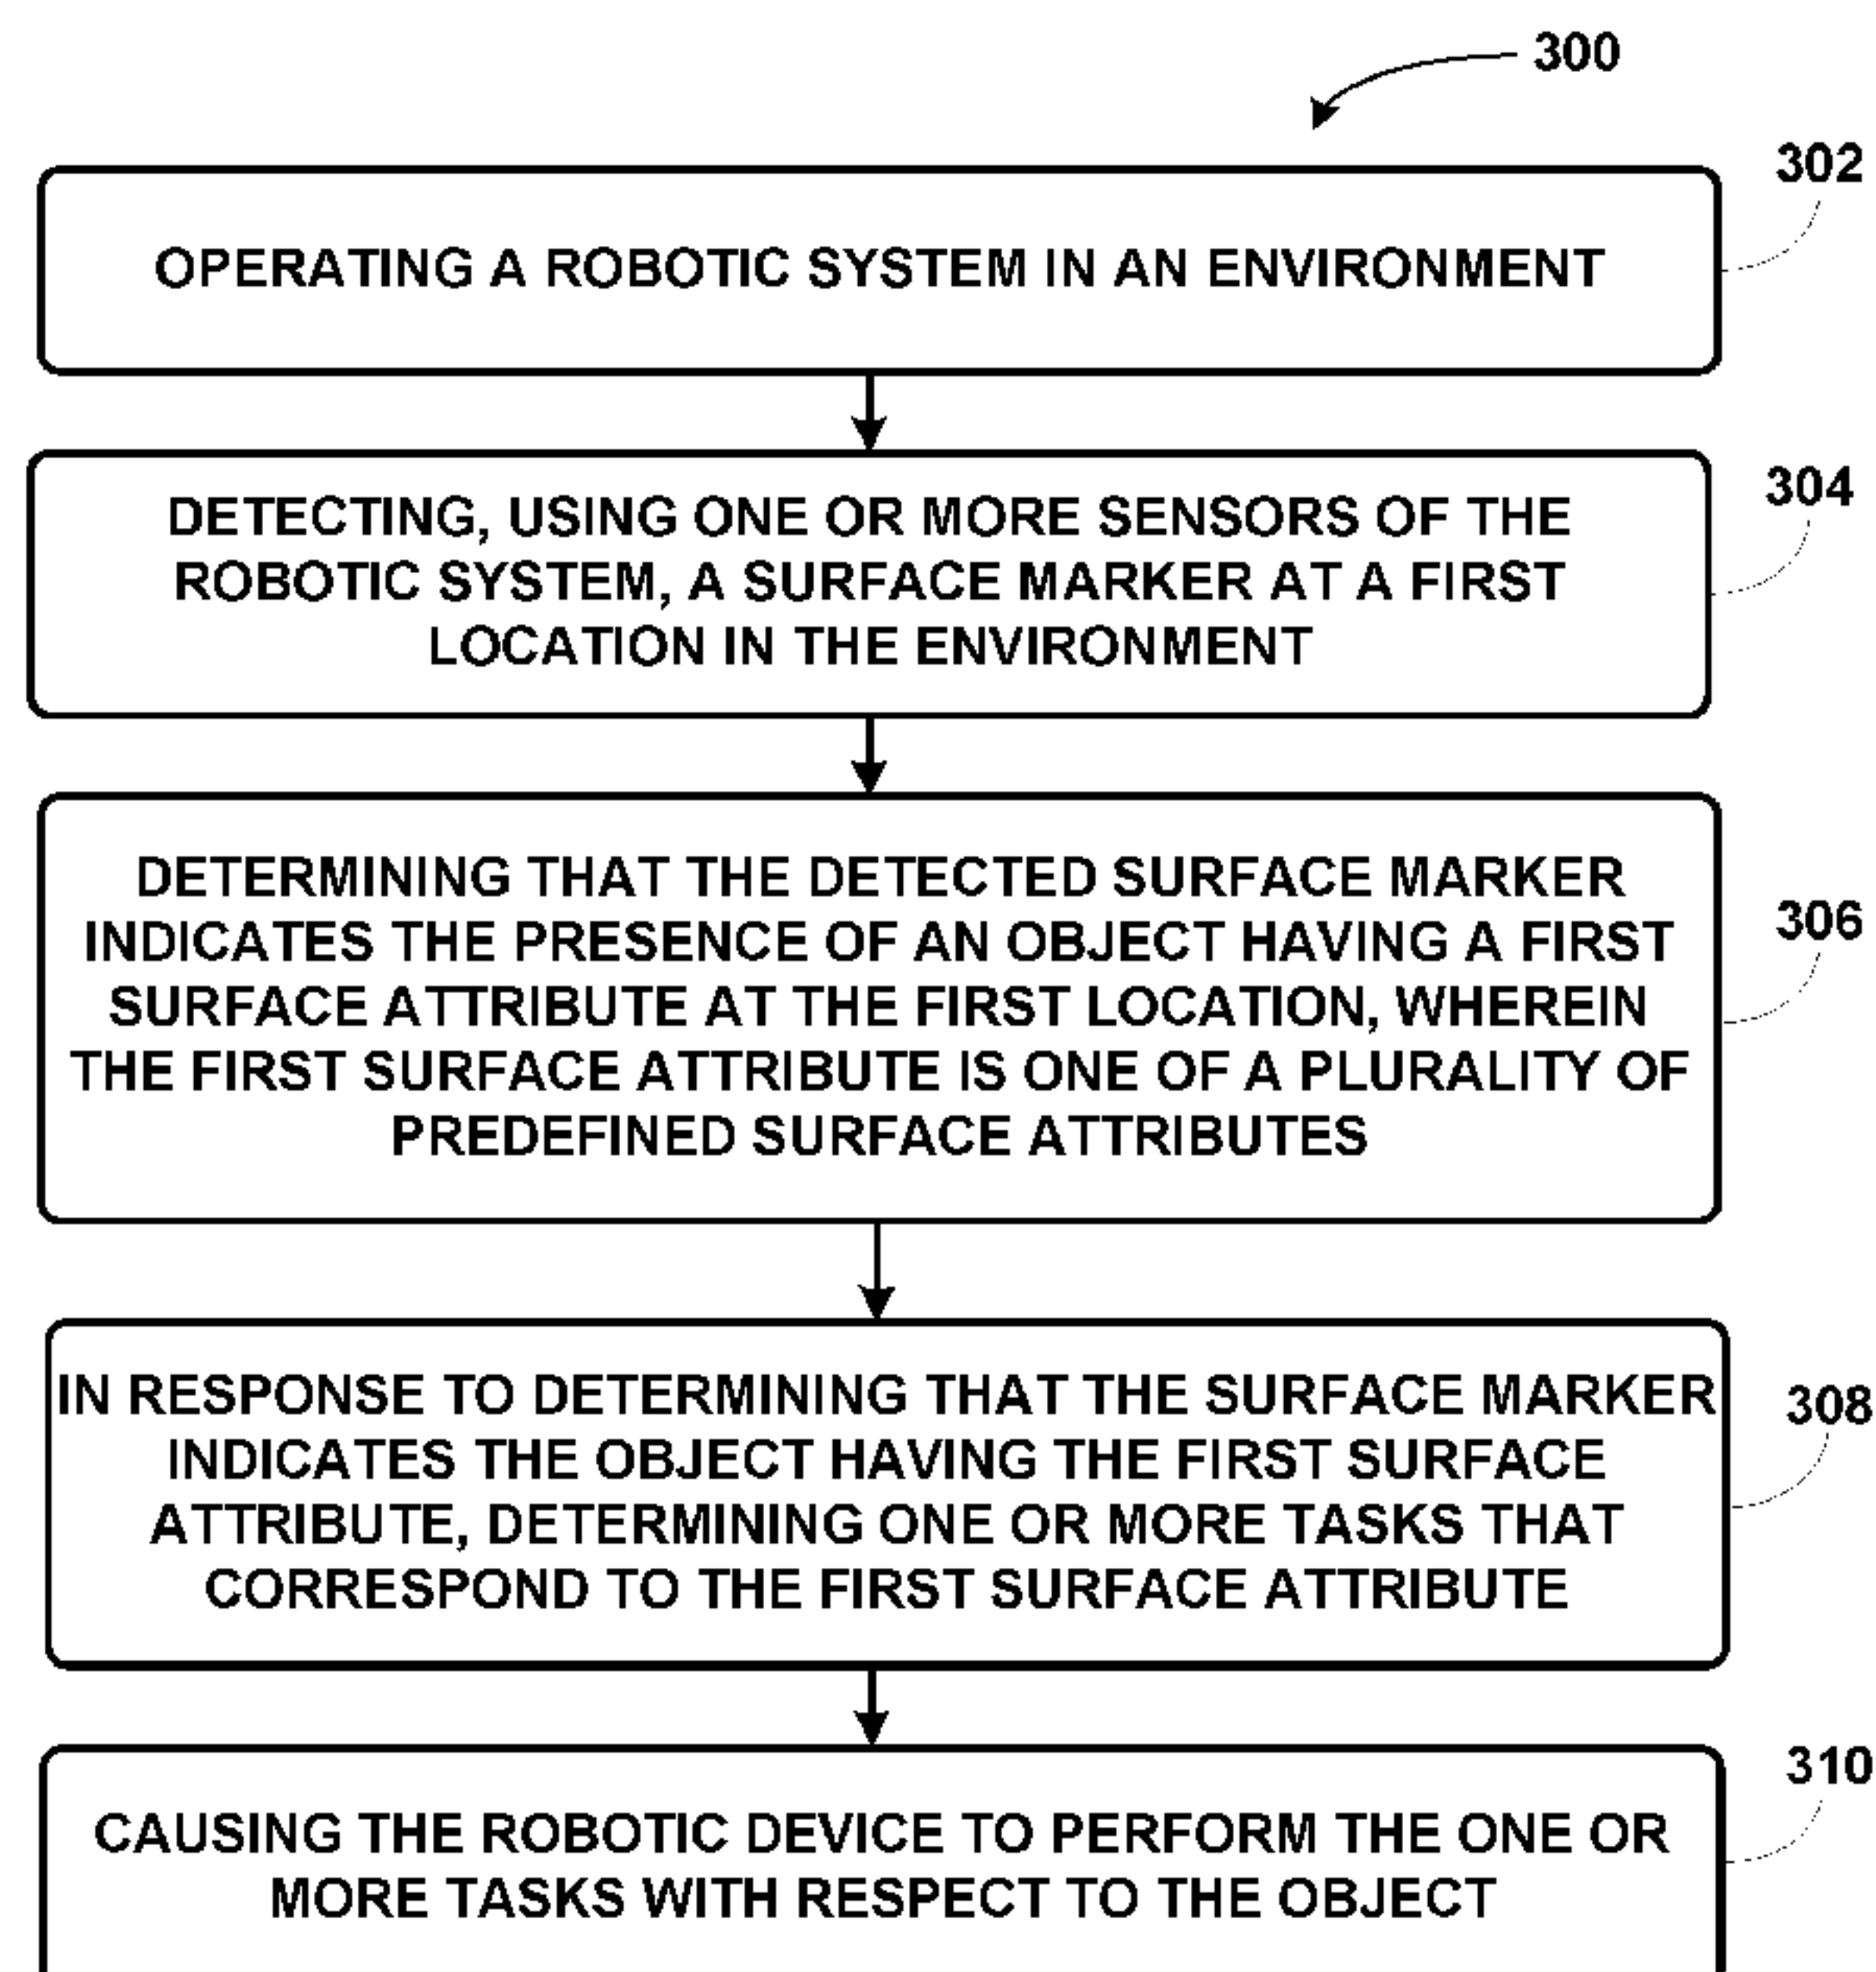 300
302
OPERATING A ROBOTIC SYSTEM IN AN ENVIRONMENT
304
DETECTING, USING ONE OR MORE SENSORS OF THE
ROBOTIC SYSTEM, A SURFACE MARKER AT A FIRST
LOCATION IN THE ENVIRONMENT
306
DETERMINING THAT THE DETECTED SURFACE MARKER
INDICATES THE PRESENCE OF AN OBJECT HAVING A FIRST
SURFACE ATTRIBUTE AT THE FIRST LOCATION, WHEREIN
THE FIRST SURFACE ATTRIBUTE IS ONE OF A PLURALITY OF
PREDEFINED SURFACE ATTRIBUTES
308
IN RESPONSE TO DETERMINING THAT THE SURFACE MARKER
INDICATES THE OBJECT HAVING THE FIRST SURFACE
ATTRIBUTE, DETERMINING ONE OR MORE TASKS THAT
CORRESPOND TO THE FIRST SURFACE ATTRIBUTE
310
CAUSING THE ROBOTIC DEVICE TO PERFORM THE ONE OR
MORE TASKS WITH RESPECT TO THE OBJECT